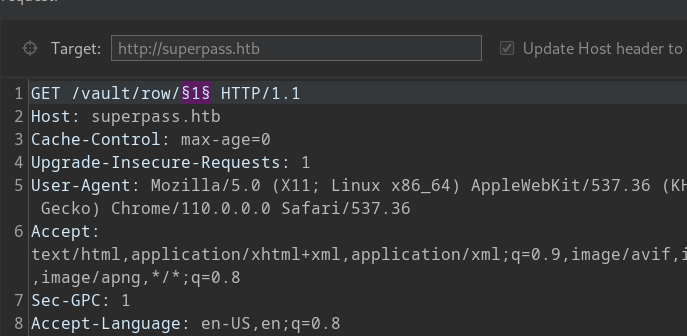 Target: http://superpass.htb Update Host header to
1 GET /vault/row/§1§ HTTP/1.1
2 Host: superpass.htb
3 Cache-Control: max-age=0
4 Upgrade-Insecure-Requests: 1
5 User-Agent: Mozilla/5.0 (X11; Linux x86_64) AppleWebKit/537.36 (KH
Gecko) Chrome/110.0.0.0 Safari/537.36
6 Accept:
text/html,application/xhtml+xml,application/xml;q=0.9,image/avif,i
,image/apng,*/*;q=0.8
7 Sec-GPC: 1
8 Accept-Language: en-US,en;q=0.8